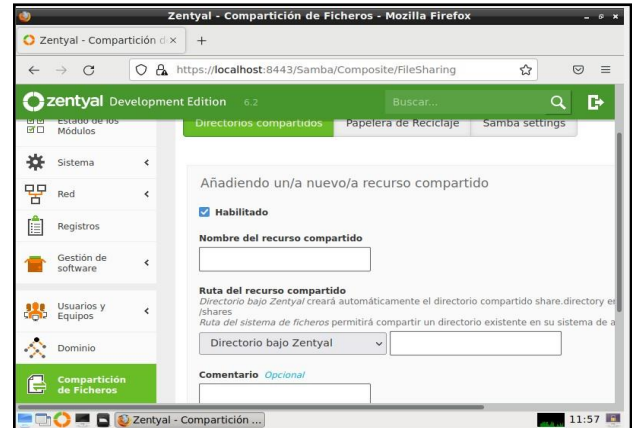 Zentyal - Compartición de Ficheros - Mozilla Firefox
Zentyal - Compartición d
https://localhost:8443/Samba/Composite/FileSharing
zentyal Development Edition 6.2
Buscar...
Estado de los
Módulos
Directorios compartidos
Papelera de Reciclaje
Samba settings
Sistema
Red
Registros
Gestión de
software
Usuarios y
Equipos
Dominio
Compartición
de Ficheros
Añadiendo un/a nuevo/a recurso compartido
Habilitado
Nombre del recurso compartido
Ruta del recurso compartido
Directorio bajo Zentyal creará automáticamente el directorio compartido share.directory en
/shares
Ruta del sistema de ficheros permitirá compartir un directorio existente en su sistema de a
Directorio bajo Zentyal
Comentario Opcional
Zentyal - Compartición ...
11:57